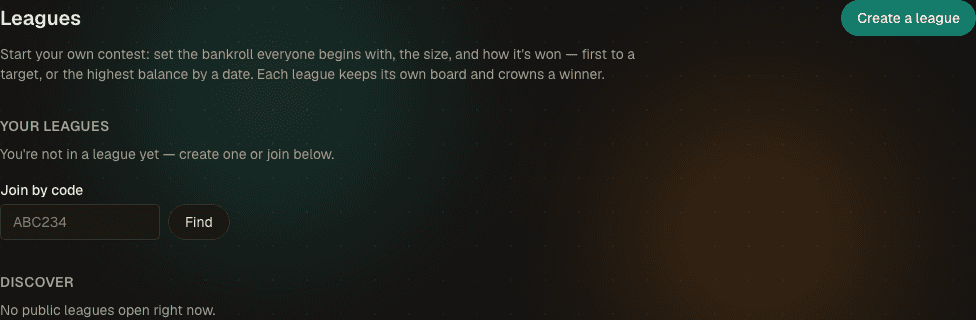 Leagues
Create a league
Start your own contest: set the bankroll everyone begins with, the size, and how it's won — first to a
target, or the highest balance by a date. Each league keeps its own board and crowns a winner.
YOUR LEAGUES
You're not in a league yet — create one or join below.
Join by code
ABC234
Find
DISCOVER
No public leagues open right now.